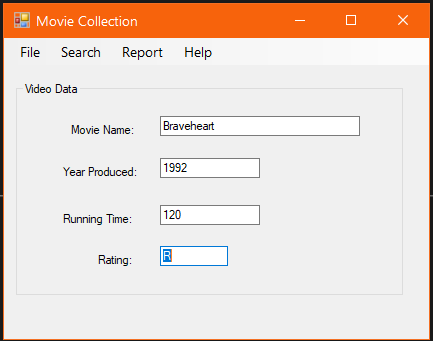 Movie Collection
File Search Report Help
Video Data
Movie Name: Braveheart
Year Produced: 1992
Running Time: 120
Rating: R